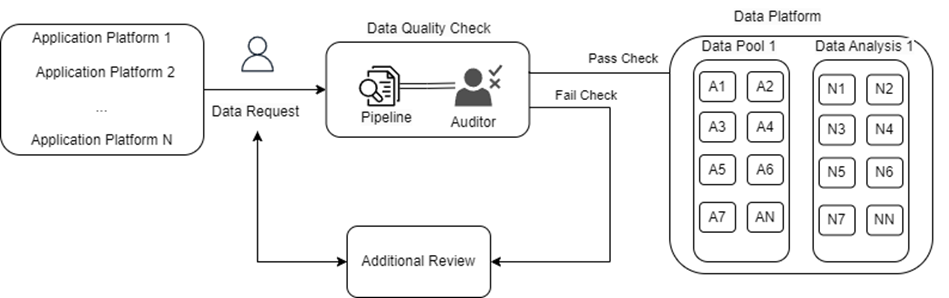 Application Platform 1
Application Platform 2
...
Application Platform N
Data Request
Data Quality Check
Pipeline
Auditor
Pass Check
Fail Check
Additional Review
Data Platform
Data Pool 1
A1 A2
A3 A4
A5 A6
A7 AN
Data Analysis 1
N1 N2
N3 N4
N5 N6
N7 NN